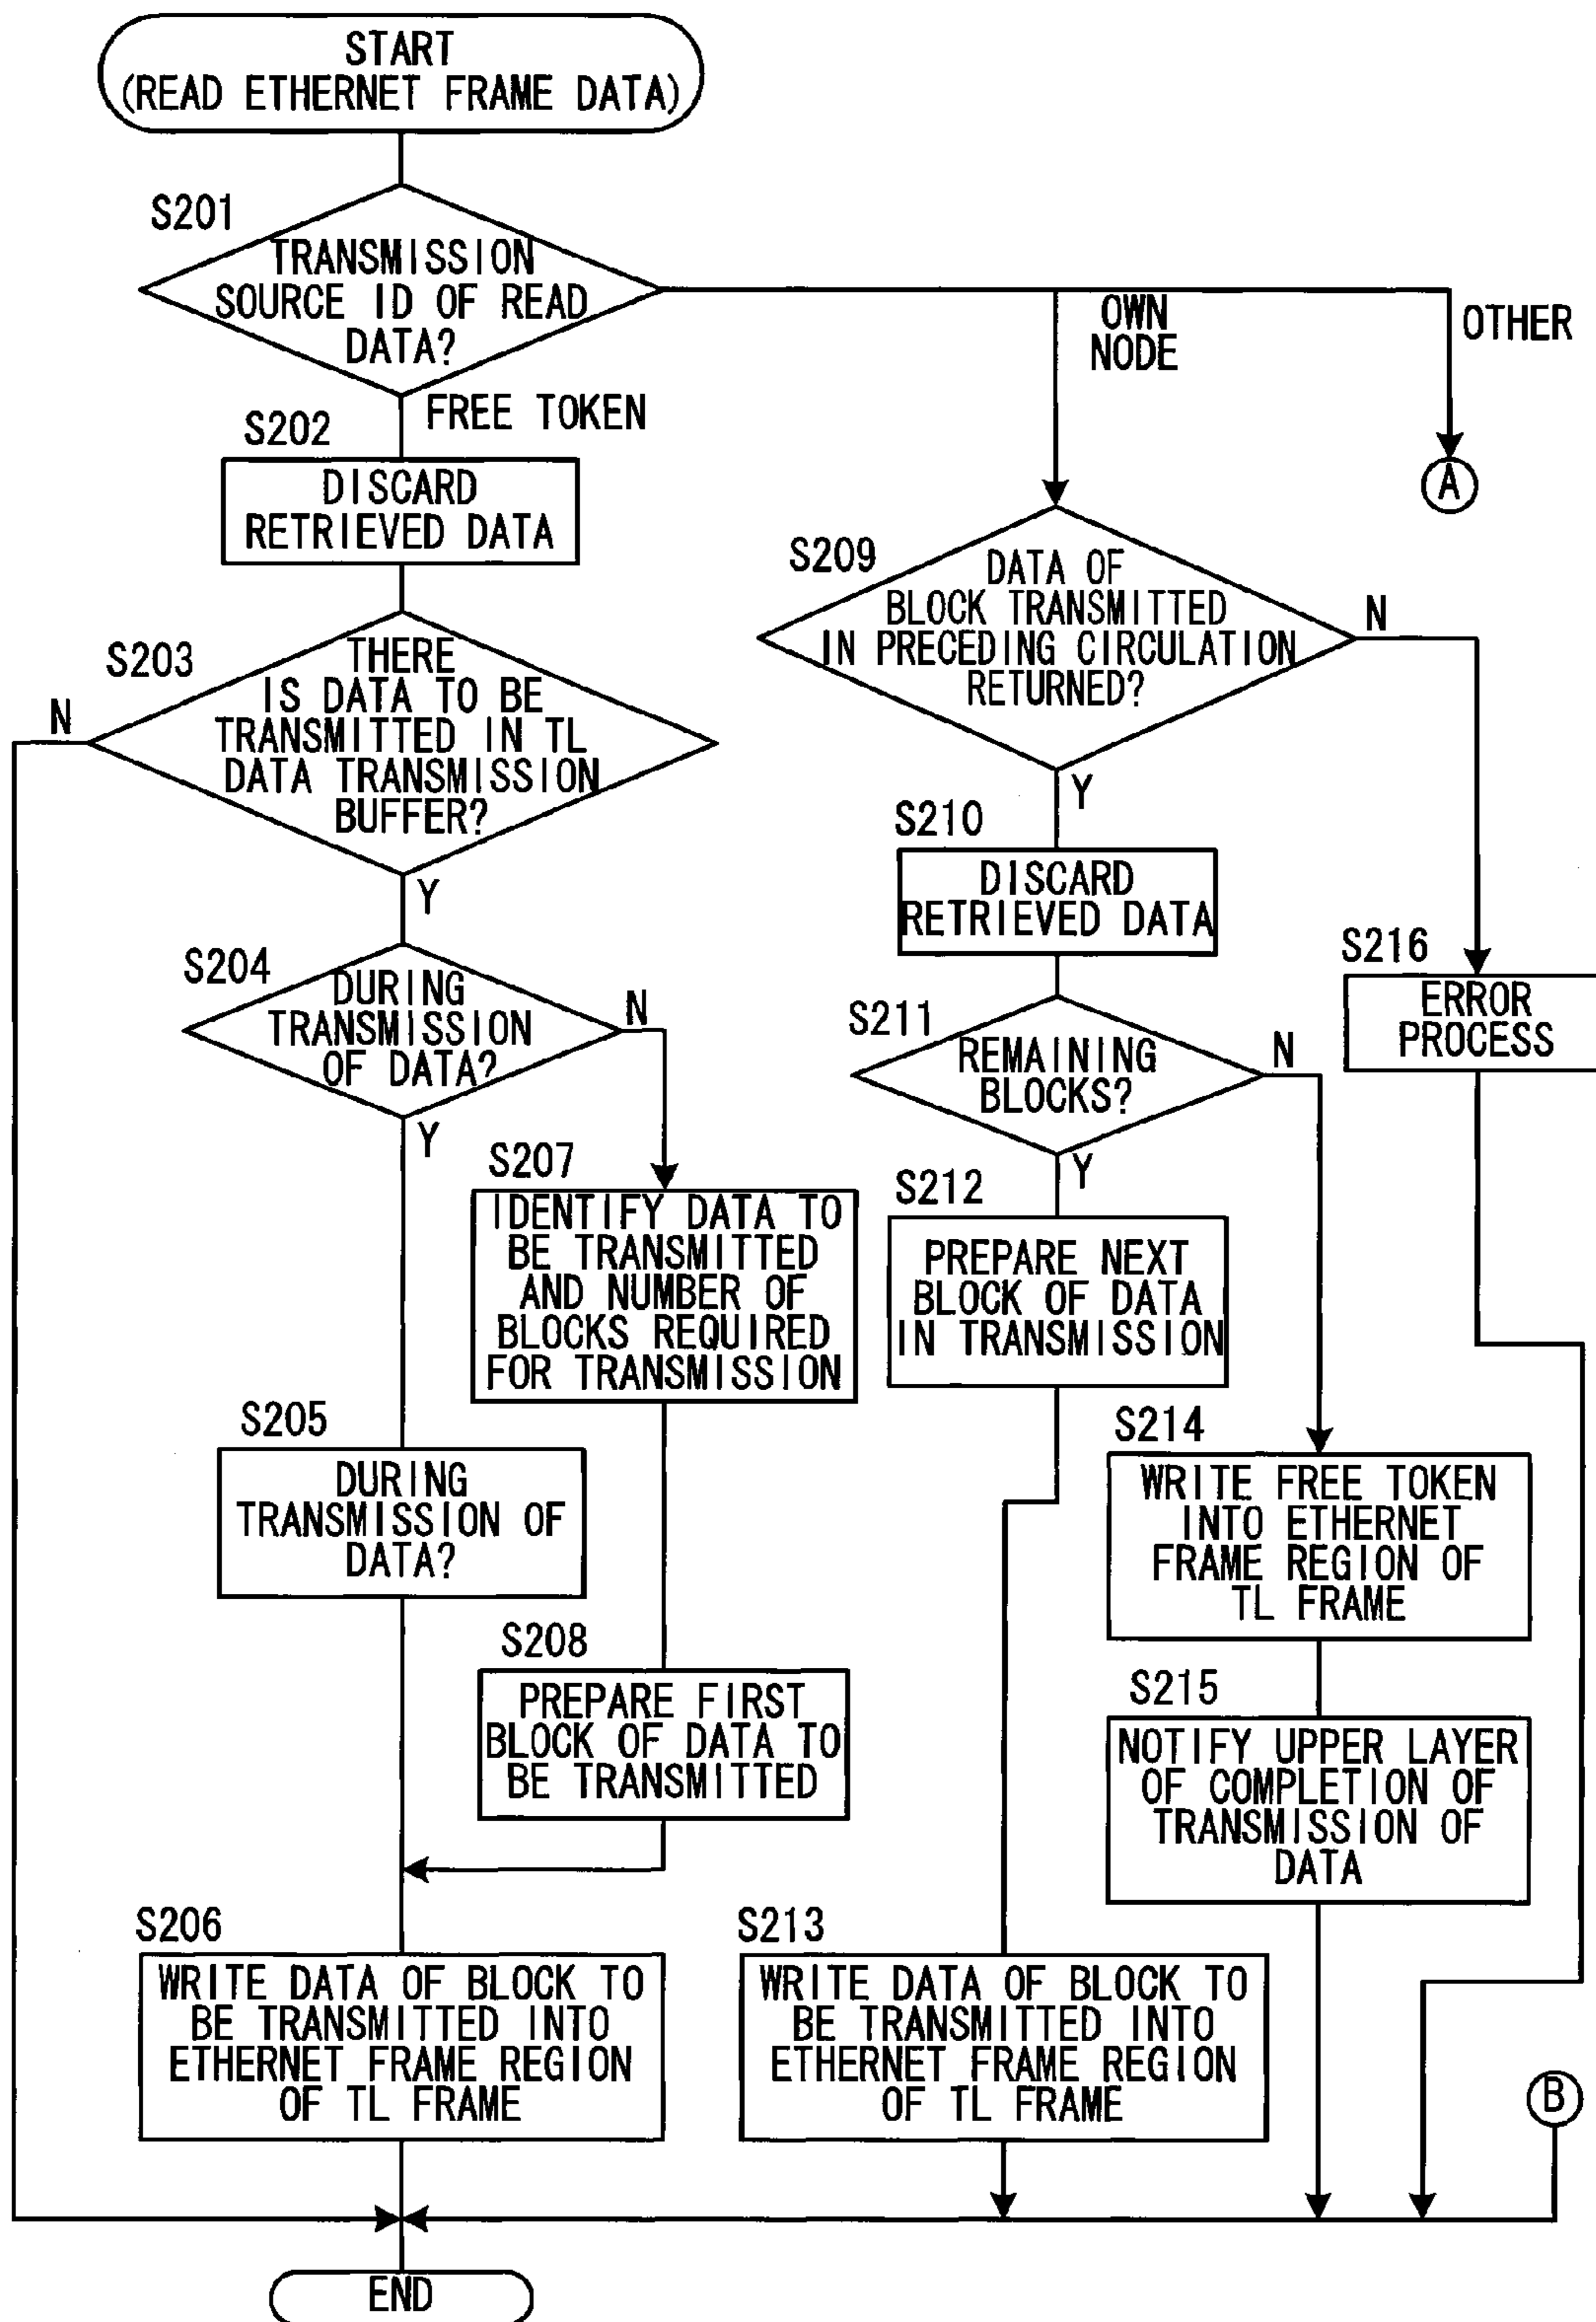 START
(READ ETHERNET FRAME DATA)
S201
TRANSMISSION
SOURCE ID OF READ
DATA?
OWN
NODE
OTHER
FREE TOKEN
A
S202
DISCARD
RETRIEVED DATA
S203
THERE
IS DATA TO BE
TRANSMITTED IN TL
DATA TRANSMISSION
BUFFER?
N
Y
S204
DURING
TRANSMISSION
OF DATA?
N
Y
S207
IDENTIFY DATA TO
BE TRANSMITTED
AND NUMBER OF
BLOCKS REQUIRED
FOR TRANSMISSION
S205
DURING
TRANSMISSION OF
DATA?
S208
PREPARE FIRST
BLOCK OF DATA TO
BE TRANSMITTED
S206
WRITE DATA OF BLOCK TO
BE TRANSMITTED INTO
ETHERNET FRAME REGION
OF TL FRAME
S209
DATA OF
BLOCK TRANSMITTED
IN PRECEDING CIRCULATION
RETURNED?
N
Y
S210
DISCARD
RETRIEVED DATA
S216
ERROR
PROCESS
S211
REMAINING
BLOCKS?
N
Y
S212
PREPARE NEXT
BLOCK OF DATA
IN TRANSMISSION
S214
WRITE FREE TOKEN
INTO ETHERNET
FRAME REGION OF
TL FRAME
S215
NOTIFY UPPER LAYER
OF COMPLETION OF
TRANSMISSION OF
DATA
S213
WRITE DATA OF BLOCK TO
BE TRANSMITTED INTO
ETHERNET FRAME REGION
OF TL FRAME
B
END